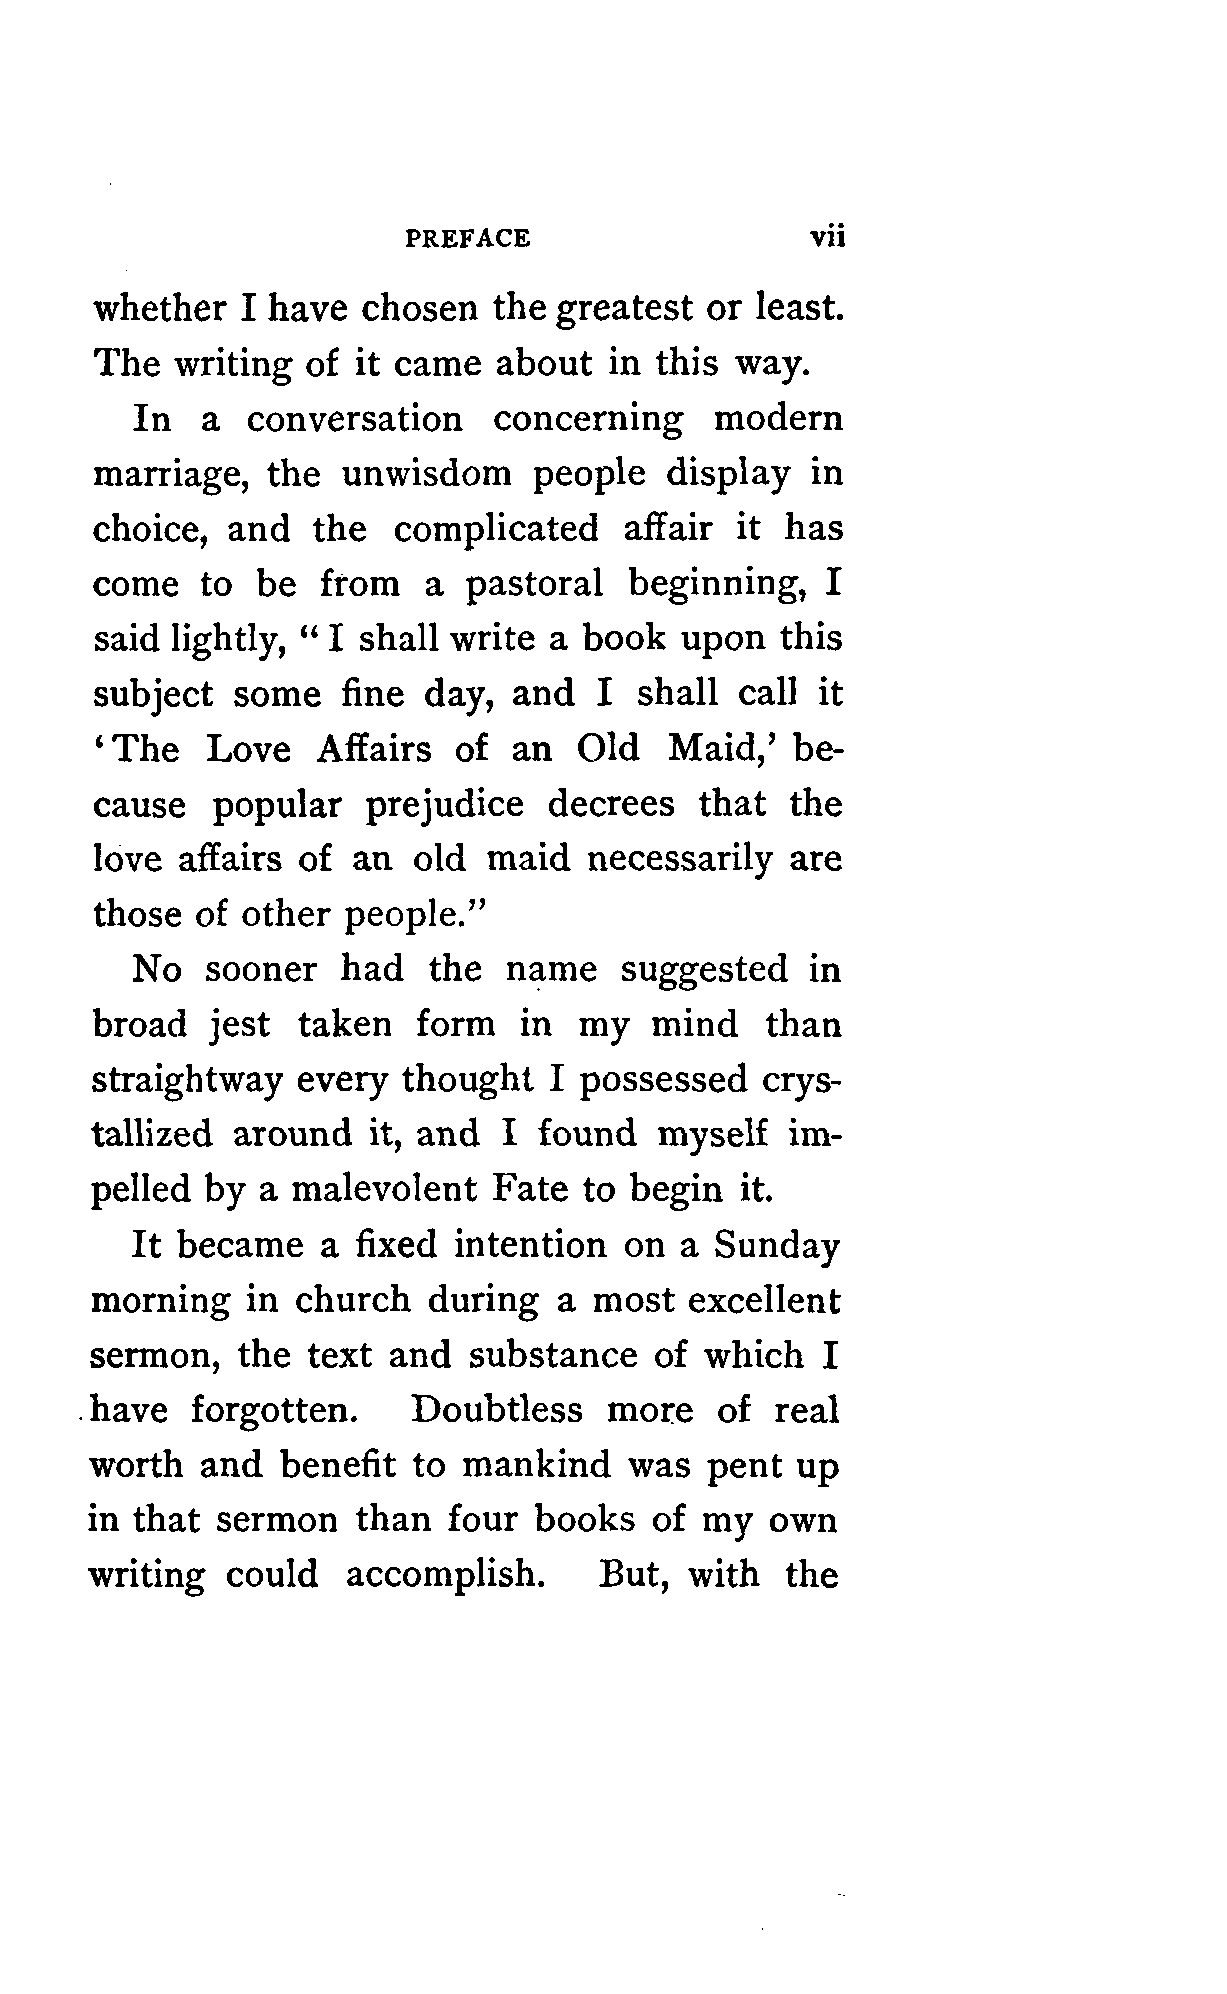 PREFACE vii
whether I have chosen the greatest or least.
The writing of it came about in this way.
In a conversation concerning modern
marriage, the unwisdom people display in
choice, and the complicated affair it has
come to be from a pastoral beginning, I
said lightly, “I shall write a book upon this
subject some fine day, and I shall call it
‘The Love Affairs of an Old Maid,’ be-
cause popular prejudice decrees that the
love affairs of an old maid necessarily are
those of other people.”
No sooner had the name suggested in
broad jest taken form in my mind than
straightway every thought I possessed crys-
tallized around it, and I found myself im-
pelled by a malevolent Fate to begin it.
It became a fixed intention on a Sunday
morning in church during a most excellent
sermon, the text and substance of which I
have forgotten. Doubtless more of real
worth and benefit to mankind was pent up
in that sermon than four books of my own
writing could accomplish. But, with the